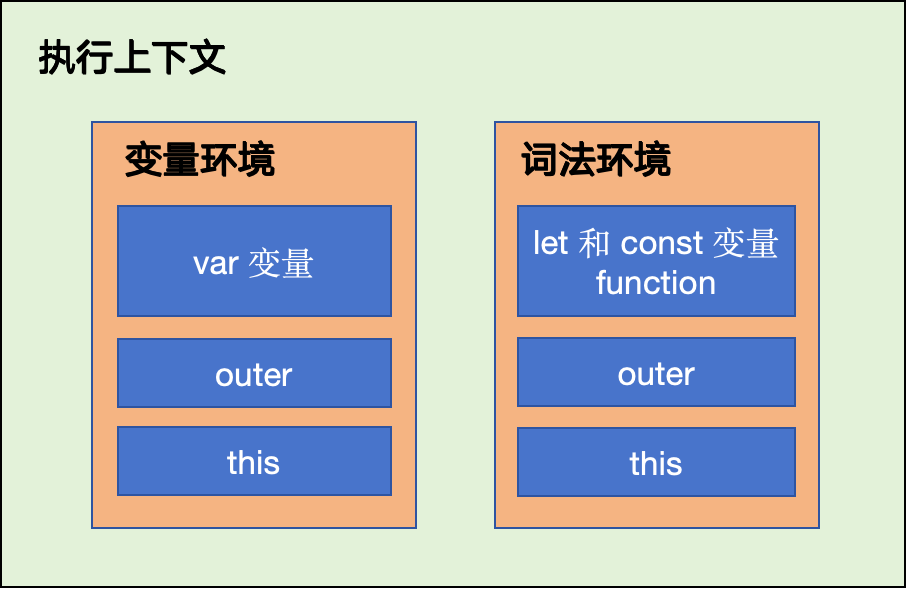 执行上下文
变量环境
var 变量
outer
this
词法环境
let 和 const 变量
function
outer
this